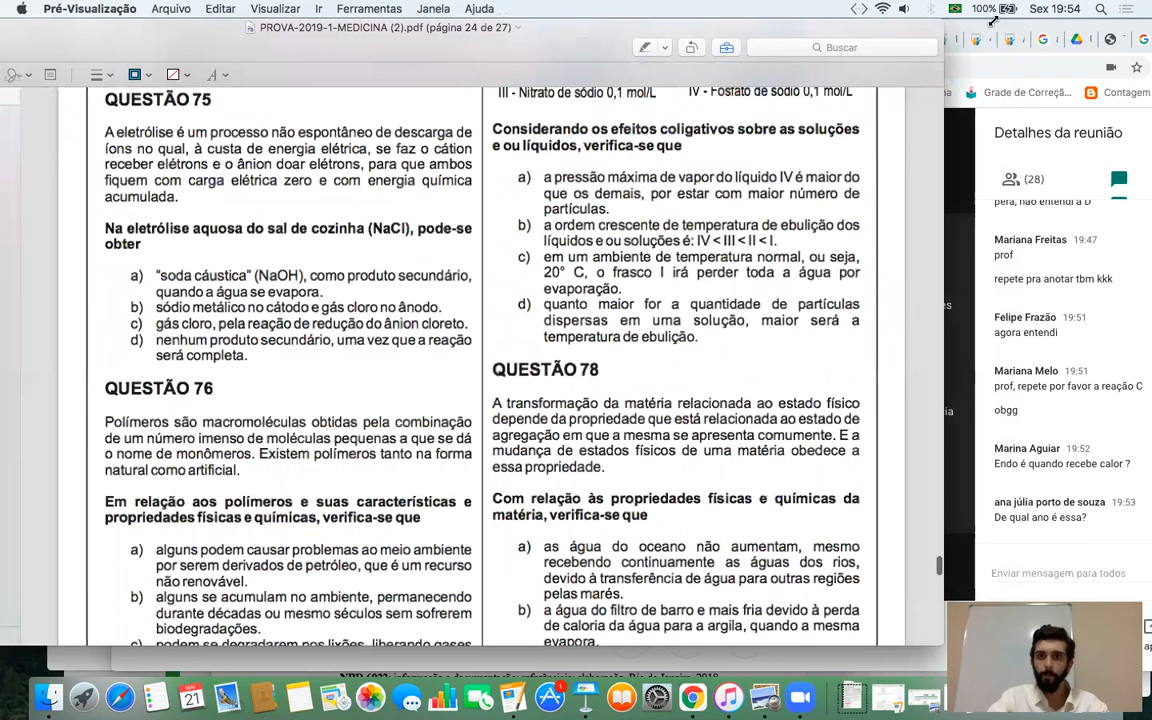 Pré-Visualização Arquivo Editar Visualizar Ir Ferramentas Janela Ajuda 100% Sex 19:54
PROVA-2019-1-MEDICINA (2).pdf (página 24 de 27)
Buscar
QUESTÃO 75
A eletrólise é um processo não espontâneo de descarga de
íons no qual, à custa de energia elétrica, se faz o cátion
receber elétrons e o ânion doar elétrons, para que ambos
fiquem com carga elétrica zero e com energia química
acumulada.
Na eletrólise aquosa do sal de cozinha (NaCl), pode-se
obter
a) “soda cáustica” (NaOH), como produto secundário,
quando a água se evapora.
b) sódio metálico no cátodo e gás cloro no ânodo.
c) gás cloro, pela reação de redução do ânion cloreto.
d) nenhum produto secundário, uma vez que a reação
será completa.
QUESTÃO 76
Polímeros são macromoléculas obtidas pela combinação
de um número imenso de moléculas pequenas a que se dá
o nome de monômeros. Existem polímeros tanto na forma
natural como artificial.
Em relação aos polímeros e suas características e
propriedades físicas e químicas, verifica-se que
a) alguns podem causar problemas ao meio ambiente
por serem derivados de petróleo, que é um recurso
não renovável.
b) alguns se acumulam no ambiente, permanecendo
durante décadas ou mesmo séculos sem sofrerem
biodegradações.
c) podem se degradarem nos lixões, liberando gases
III - Nitrato de sódio 0,1 mol/L IV - Fosfato de sódio 0,1 mol/L
Considerando os efeitos coligativos sobre as soluções
e ou líquidos, verifica-se que
a) a pressão máxima de vapor do líquido IV é maior do
que os demais, por estar com maior número de
partículas.
b) a ordem crescente de temperatura de ebulição dos
líquidos e ou soluções é: IV < III < II < I.
c) em um ambiente de temperatura normal, ou seja,
20° C, o frasco I irá perder toda a água por
evaporação.
d) quanto maior for a quantidade de partículas
dispersas em uma solução, maior será a
temperatura de ebulição.
QUESTÃO 78
A transformação da matéria relacionada ao estado físico
depende da propriedade que está relacionada ao estado de
agregação em que a mesma se apresenta comumente. E a
mudança de estados físicos de uma matéria obedece a
essa propriedade.
Com relação às propriedades físicas e químicas da
matéria, verifica-se que
a) as água do oceano não aumentam, mesmo
recebendo continuamente as águas dos rios,
devido à transferência de água para outras regiões
pelas marés.
b) a água do filtro de barro e mais fria devido à perda
de caloria da água para a argila, quando a mesma
evapora.
Grade de Correçã... Contagem
Detalhes da reunião
(28)
pera, não entendi a D
Mariana Freitas 19:47
prof
repete pra anotar tbm kkk
Felipe Frazão 19:51
agora entendi
Mariana Melo 19:51
prof, repete por favor a reação C
obgg
Marina Aguiar 19:52
Endo é quando recebe calor ?
ana júlia porto de souza 19:53
De qual ano é essa?
Enviar mensagem para todos